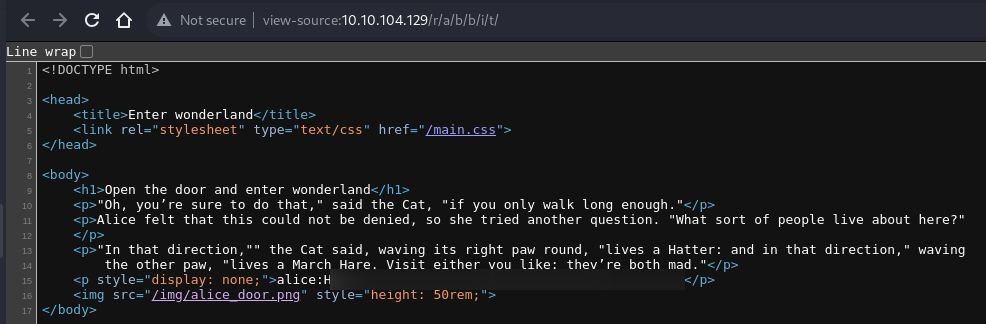 Not secure | view-source:10.10.104.129/r/a/b/b/i/t/
Line wrap
1 <!DOCTYPE html>
2
3 <head>
4 <title>Enter wonderland</title>
5 <link rel="stylesheet" type="text/css" href="/main.css">
6 </head>
7
8 <body>
9 <h1>Open the door and enter wonderland</h1>
10 <p>"Oh, you’re sure to do that," said the Cat, "if you only walk long enough."</p>
11 <p>Alice felt that this could not be denied, so she tried another question. "What sort of people live about here?"
12 </p>
13 <p>"In that direction,"" the Cat said, waving its right paw round, "lives a Hatter: and in that direction," waving
14 the other paw, "lives a March Hare. Visit either you like: they’re both mad."</p>
15 <p style="display: none;">alice:H </p>
16 <img src="/img/alice_door.png" style="height: 50rem;">
17 </body>